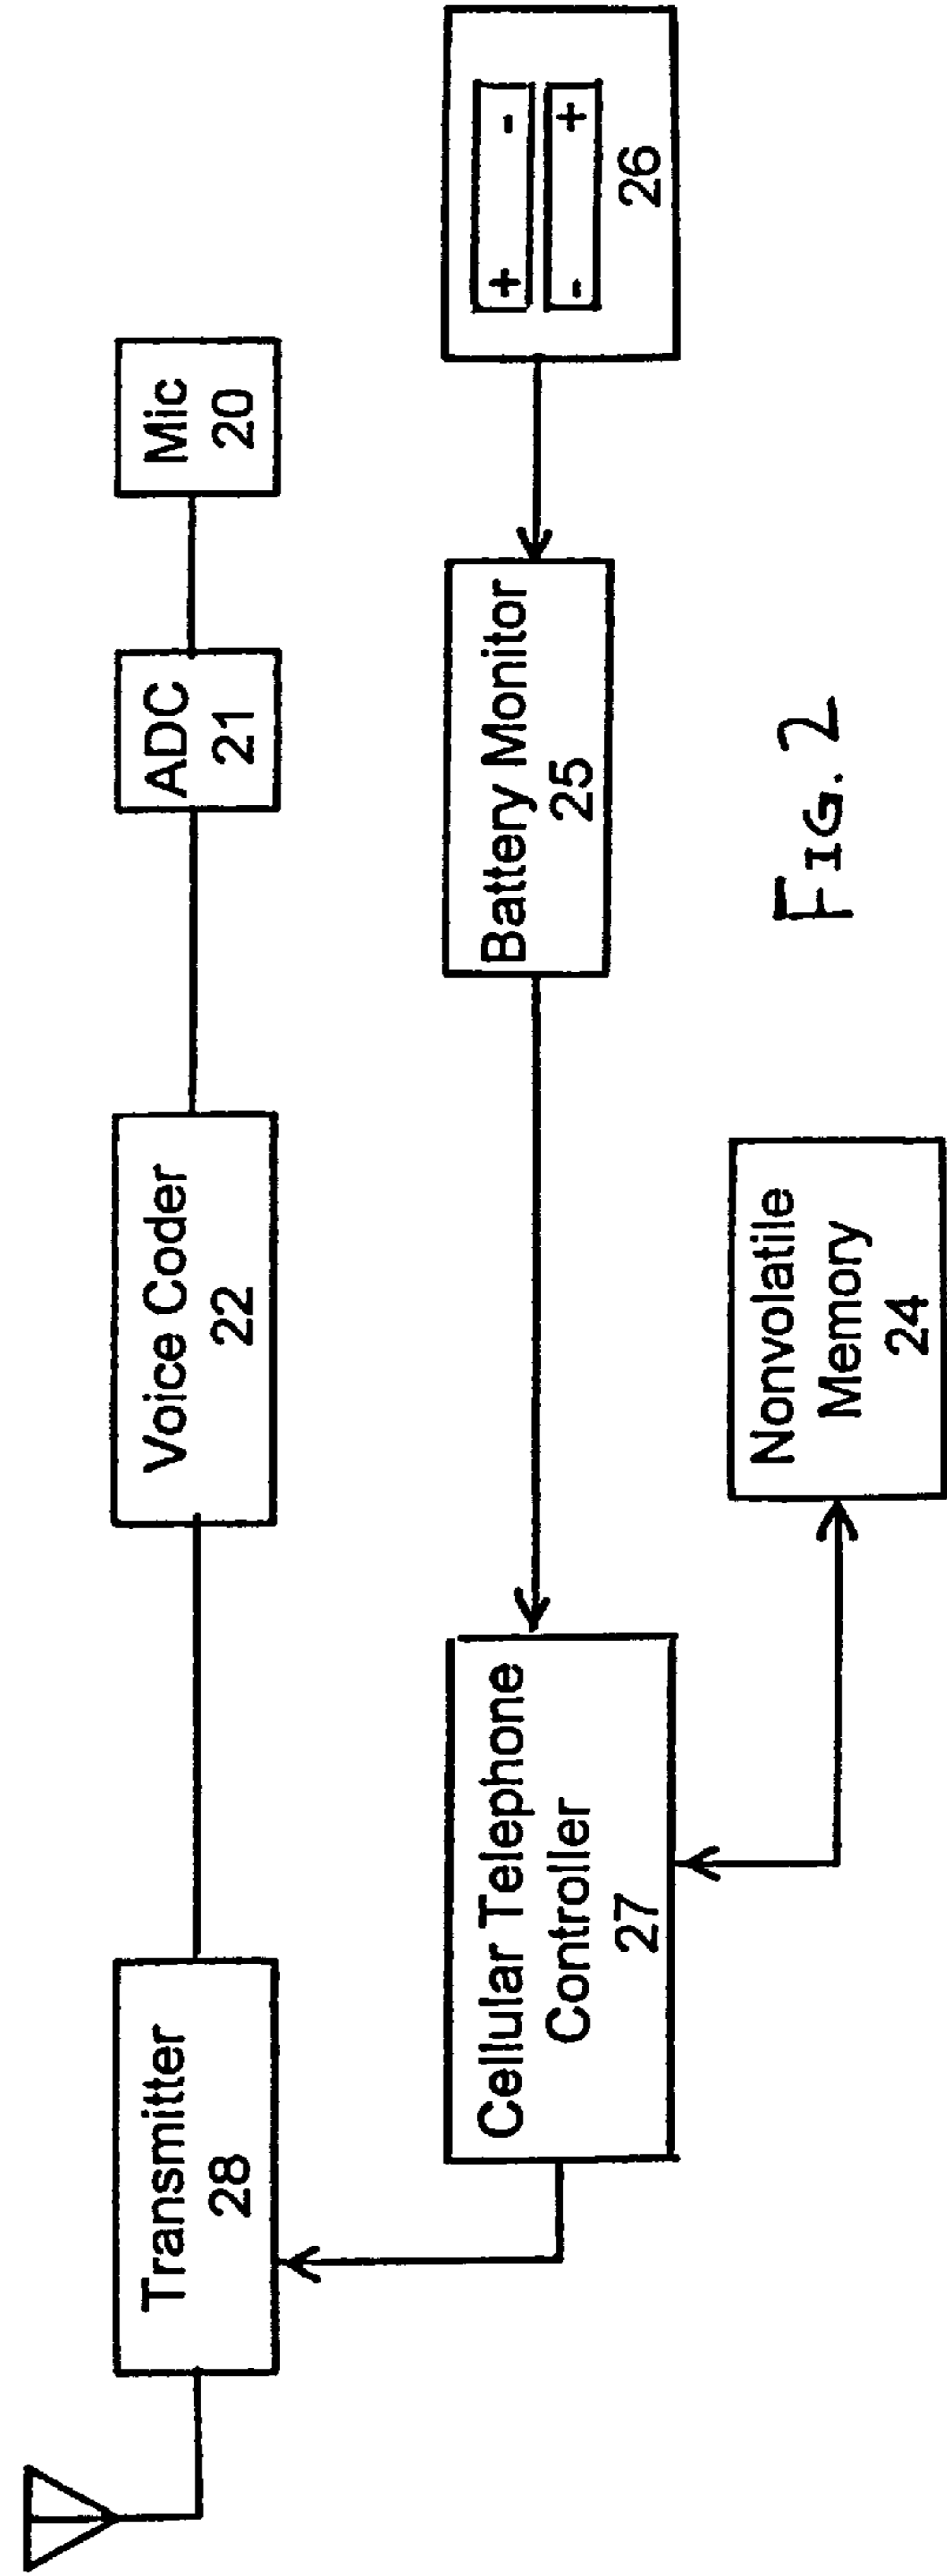 Transmitter
28
Voice Coder
22
ADC
21
Mic
20
Cellular Telephone
Controller
27
Battery Monitor
25
+ -
- +
26
Nonvolatile
Memory
24
FIG. 2